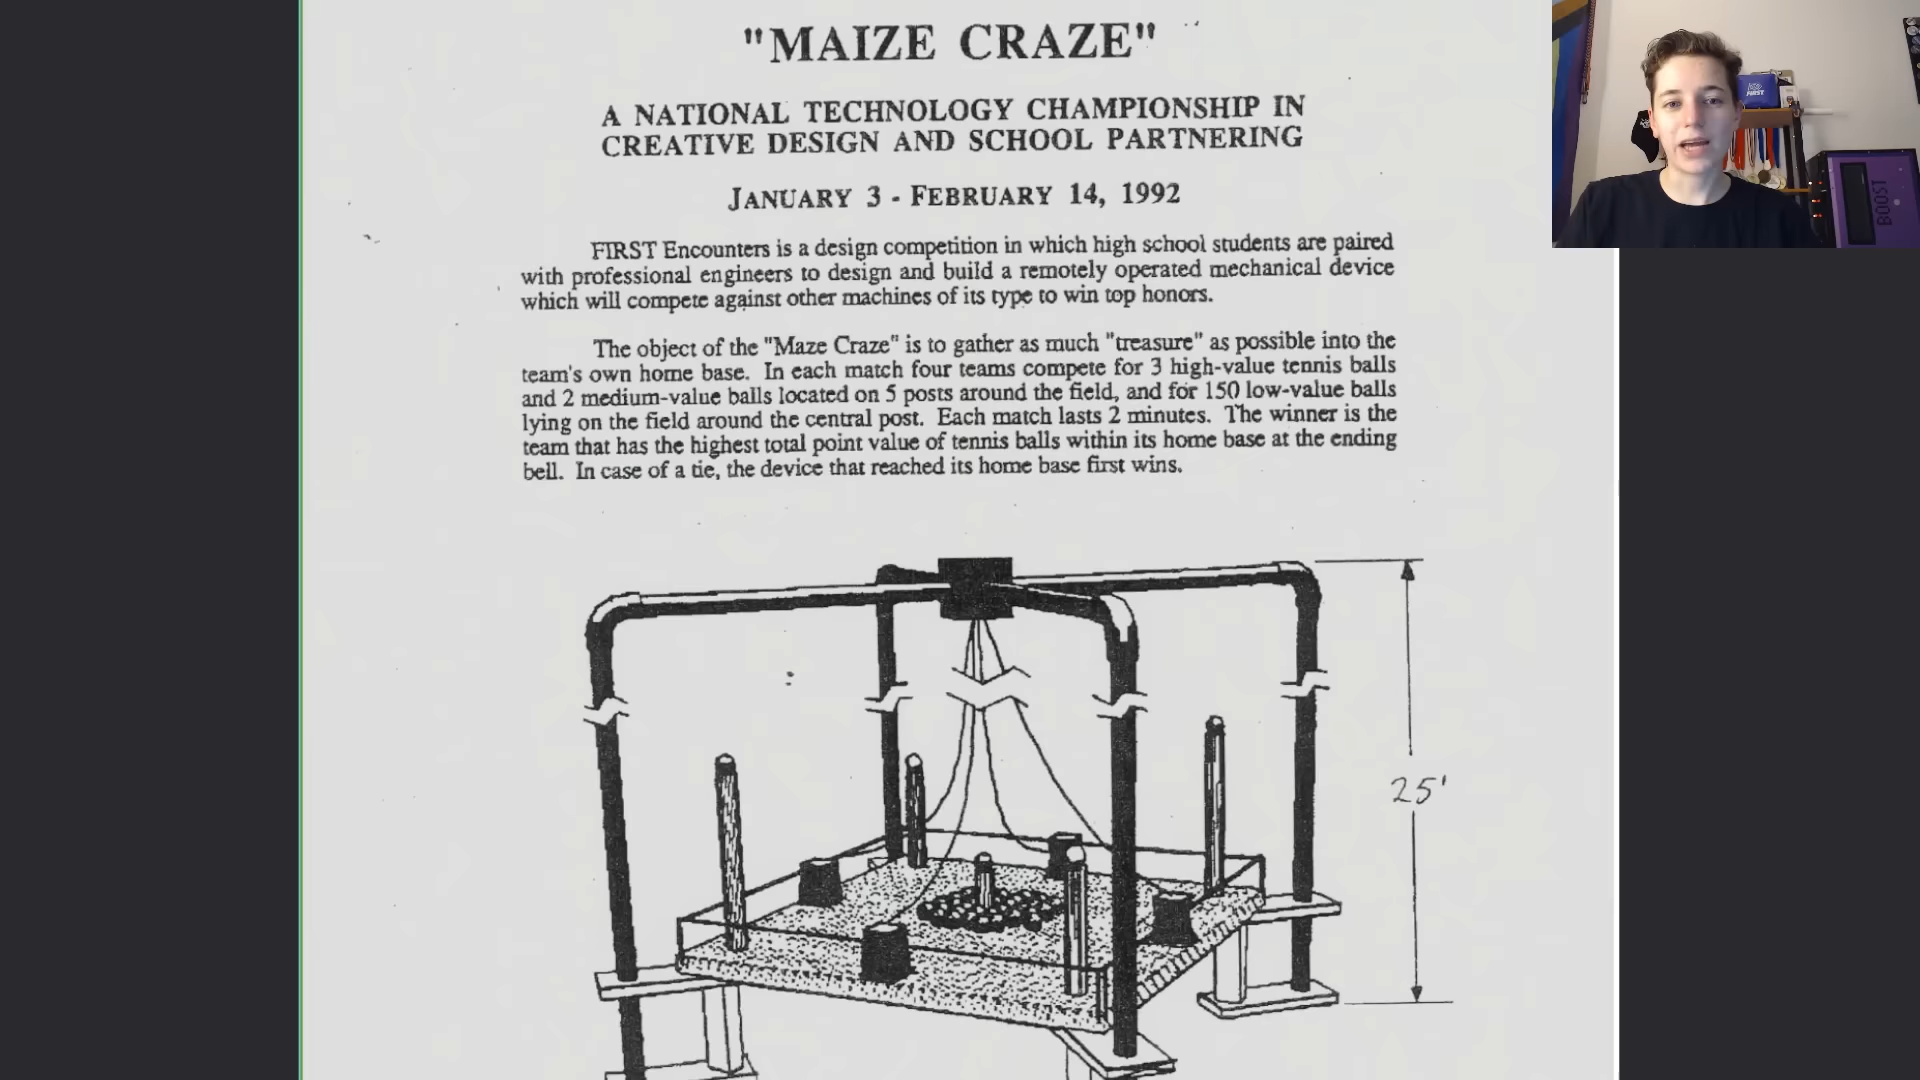 "MAIZE CRAZE"
A NATIONAL TECHNOLOGY CHAMPIONSHIP IN
CREATIVE DESIGN AND SCHOOL PARTNERING
JANUARY 3 - FEBRUARY 14, 1992
FIRST Encounters is a design competition in which high school students are paired
with professional engineers to design and build a remotely operated mechanical device
which will compete against other machines of its type to win top honors.
The object of the "Maze Craze" is to gather as much "treasure" as possible into the
team's own home base. In each match four teams compete for 3 high-value tennis balls
and 2 medium-value balls located on 5 posts around the field, and for 150 low-value balls
lying on the field around the central post. Each match lasts 2 minutes. The winner is the
team that has the highest total point value of tennis balls within its home base at the ending
bell. In case of a tie, the device that reached its home base first wins.
25'
FIRST
BOOST